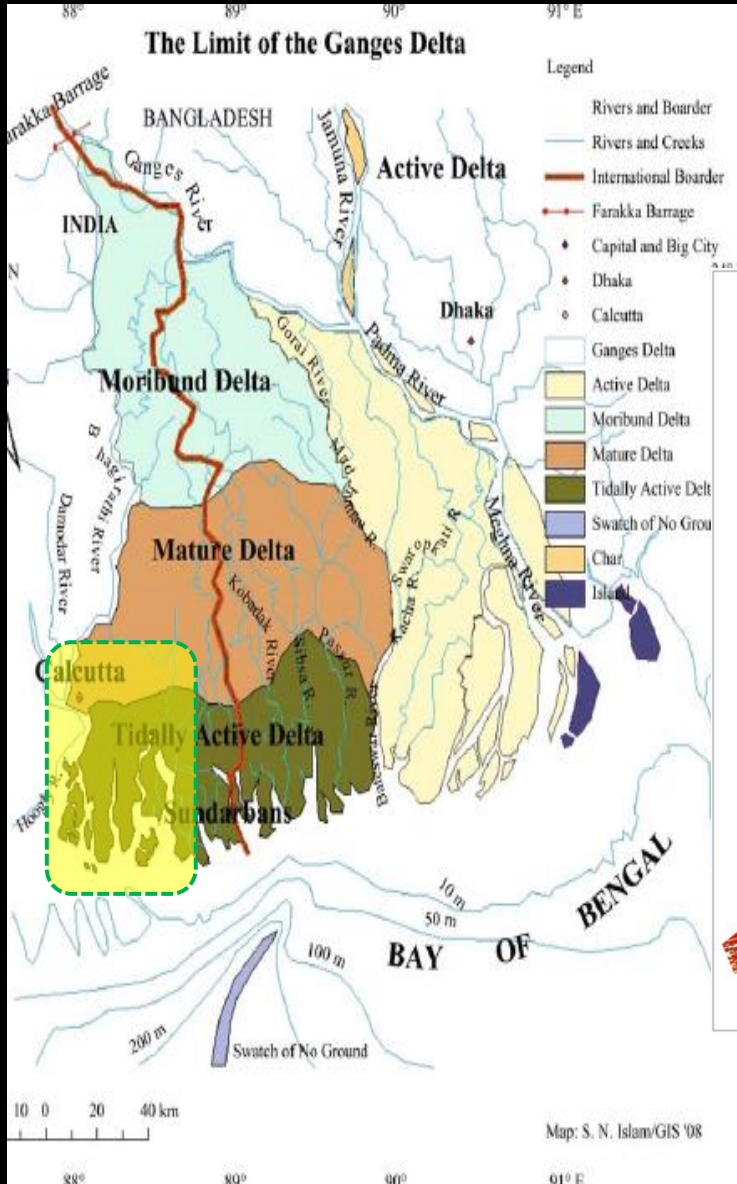 88°
89°
90°
91° E
The Limit of the Ganges Delta
Legend
Farakka Barrage
BANGLADESH
Ganges River
INDIA
Jamuna River
Active Delta
Dhaka
Padma River
Gorai River
Moribund Delta
Bhagirathi River
Damodar River
Mature Delta
Kobadak River
Sibsa R.
Passur R.
Kacha R.
Meghna River
Calcutta
Tidally Active Delta
Sundarbans
Rivers and Boarder
Rivers and Creeks
International Boarder
Farakka Barrage
Capital and Big City
Dhaka
Calcutta
Ganges Delta
Active Delta
Moribund Delta
Mature Delta
Tidally Active Delt
Swatch of No Grou
Char
Island
10 m
50 m
100 m
200 m
BAY OF BENGAL
Swatch of No Ground
10 0 20 40 km
Map: S. N. Islam/GIS '08
88°
89°
90°
91° E